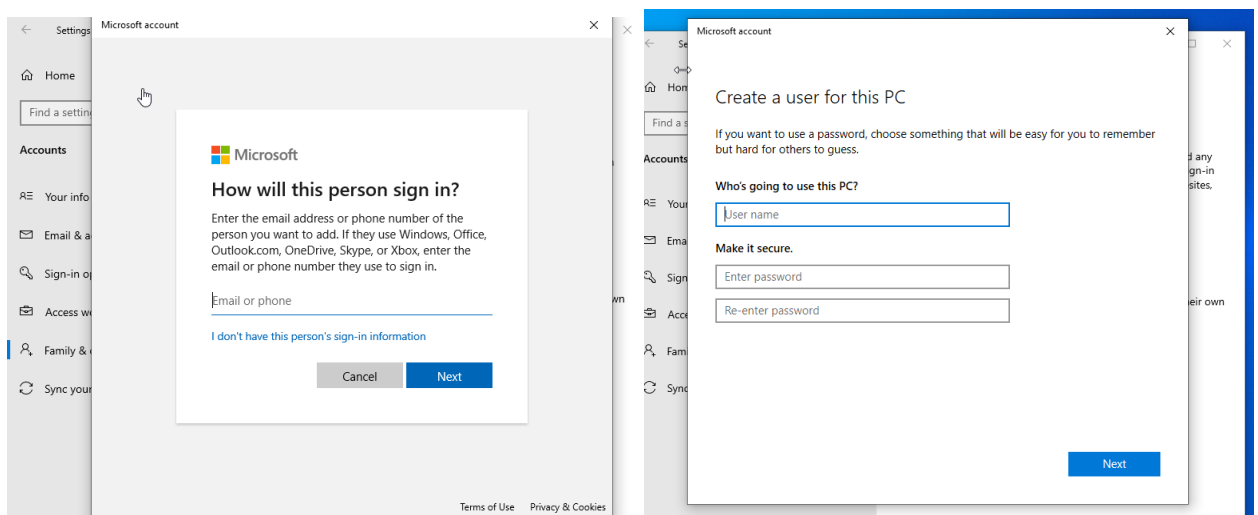 Settings
Microsoft account
Home
Find a setting
Accounts
Your info
Email & a
Sign-in op
Access wo
Family & o
Sync your
Microsoft
How will this person sign in?
Enter the email address or phone number of the
person you want to add. If they use Windows, Office,
Outlook.com, OneDrive, Skype, or Xbox, enter the
email or phone number they use to sign in.
Email or phone
I don't have this person's sign-in information
Cancel
Next
Terms of Use
Privacy & Cookies
wn
Microsoft account
Se
Hom
Find a s
Accounts
Your
Ema
Sign
Acce
Fami
Sync
Create a user for this PC
If you want to use a password, choose something that will be easy for you to remember
but hard for others to guess.
Who's going to use this PC?
User name
Make it secure.
Enter password
Re-enter password
Next
d any
gn-in
sites,
eir own